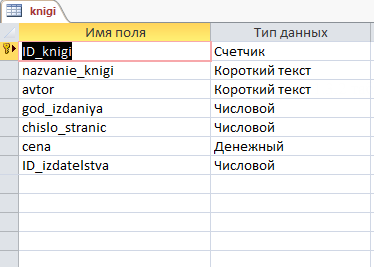 knigi
Имя поля Тип данных
ID_knigi Счетчик
nazvanie_knigi Короткий текст
avtor Короткий текст
god_izdaniya Числовой
chislo_stranic Числовой
cena Денежный
ID_izdatelstva Числовой